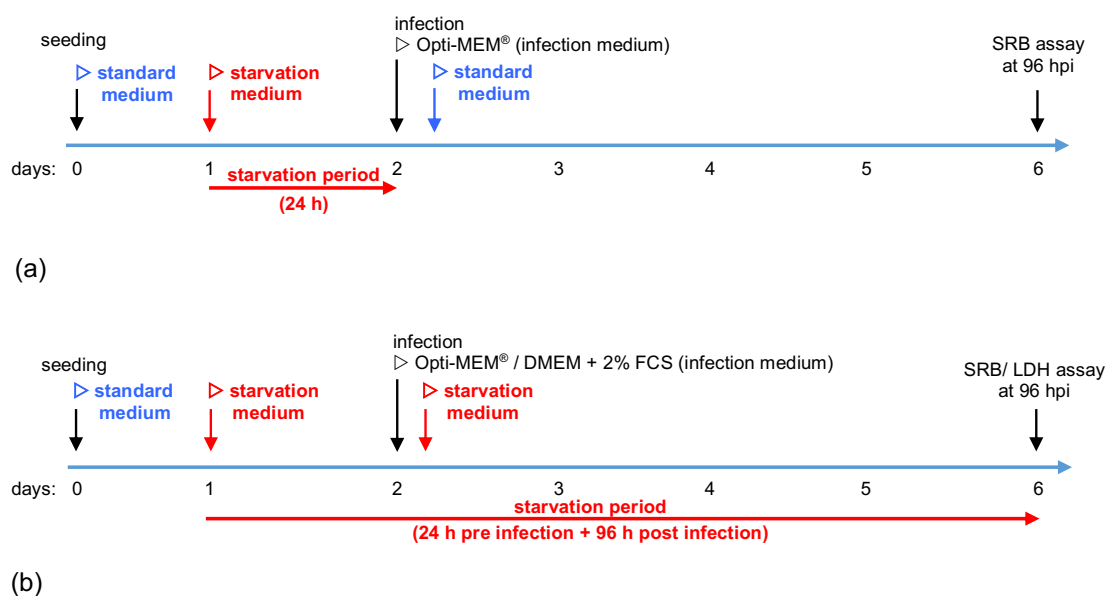 infection
seeding
▷ Opti-MEM® (infection medium)
SRB assay
at 96 hpi
▷ standard
medium
▷ starvation
medium
▷ standard
medium
days: 0 1 2 3 4 5 6
starvation period
(24 h)
(a)
infection
seeding
▷ Opti-MEM® / DMEM + 2% FCS (infection medium)
SRB/ LDH assay
at 96 hpi
▷ standard
medium
▷ starvation
medium
▷ starvation
medium
days: 0 1 2 3 4 5 6
starvation period
(24 h pre infection + 96 h post infection)
(b)